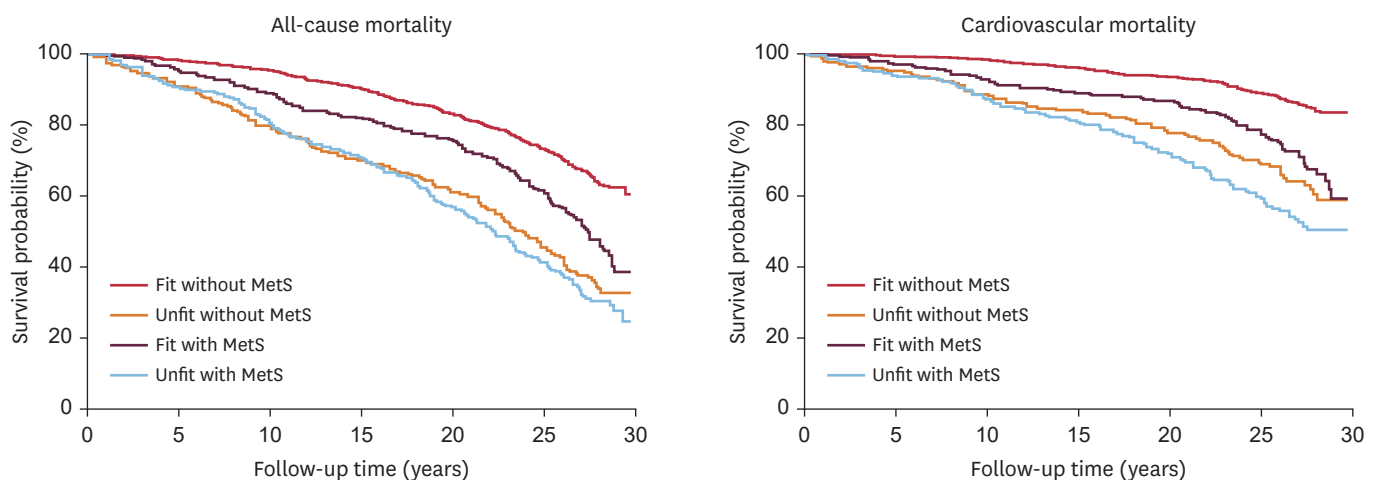 All-cause mortality
Survival probability (%)
100
80
60
40
20
0
Fit without MetS
Unfit without MetS
Fit with MetS
Unfit with MetS
0 5 10 15 20 25 30
Follow-up time (years)
Cardiovascular mortality
Survival probability (%)
100
80
60
40
20
0
Fit without MetS
Unfit without MetS
Fit with MetS
Unfit with MetS
0 5 10 15 20 25 30
Follow-up time (years)